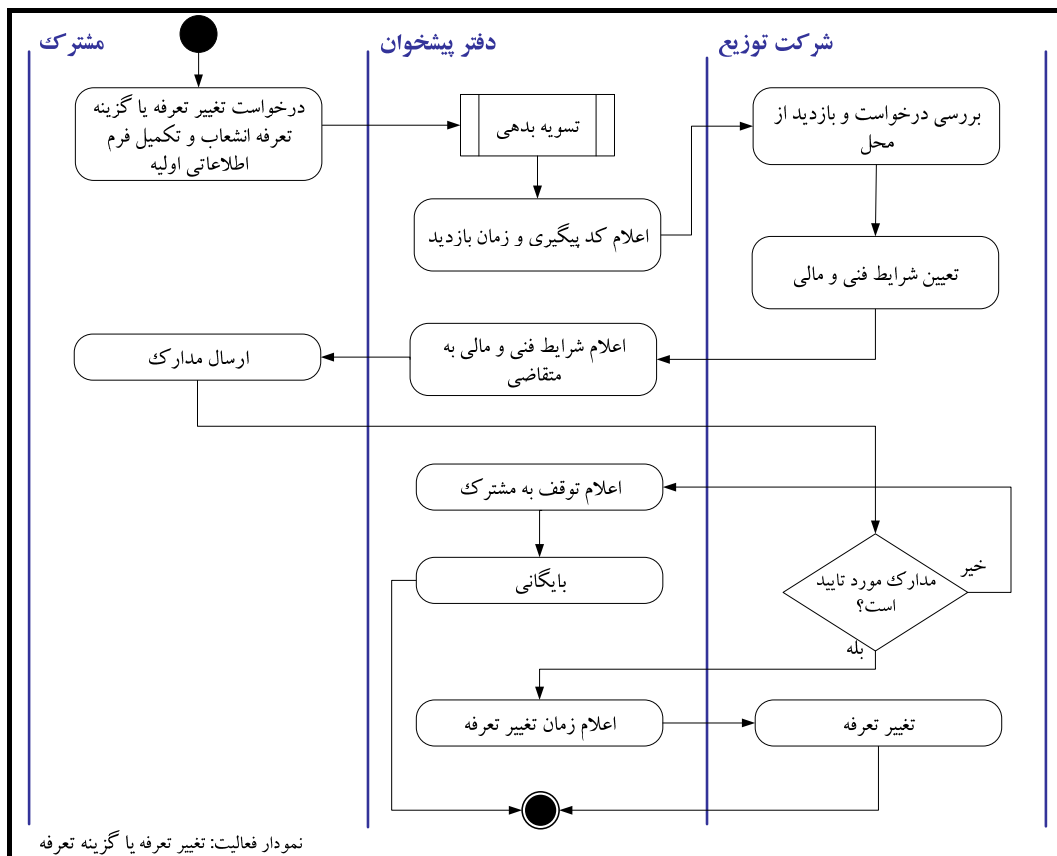 مشترک
دفتر پیشخوان
شرکت توزیع
درخواست تغییر تعرفه یا گزینه
تعرفه انشعاب و تکمیل فرم
اطلاعاتی اولیه
تسویه بدهی
بررسی درخواست و بازدید از
محل
اعلام کد پیگیری و زمان بازدید
تعیین شرایط فنی و مالی
اعلام شرایط فنی و مالی به
متقاضی
ارسال مدارک
اعلام توقف به مشترک
بایگانی
مدارک مورد تایید
است؟
خیر
بله
اعلام زمان تغییر تعرفه
تغییر تعرفه
نمودار فعالیت: تغییر تعرفه یا گزینه تعرفه